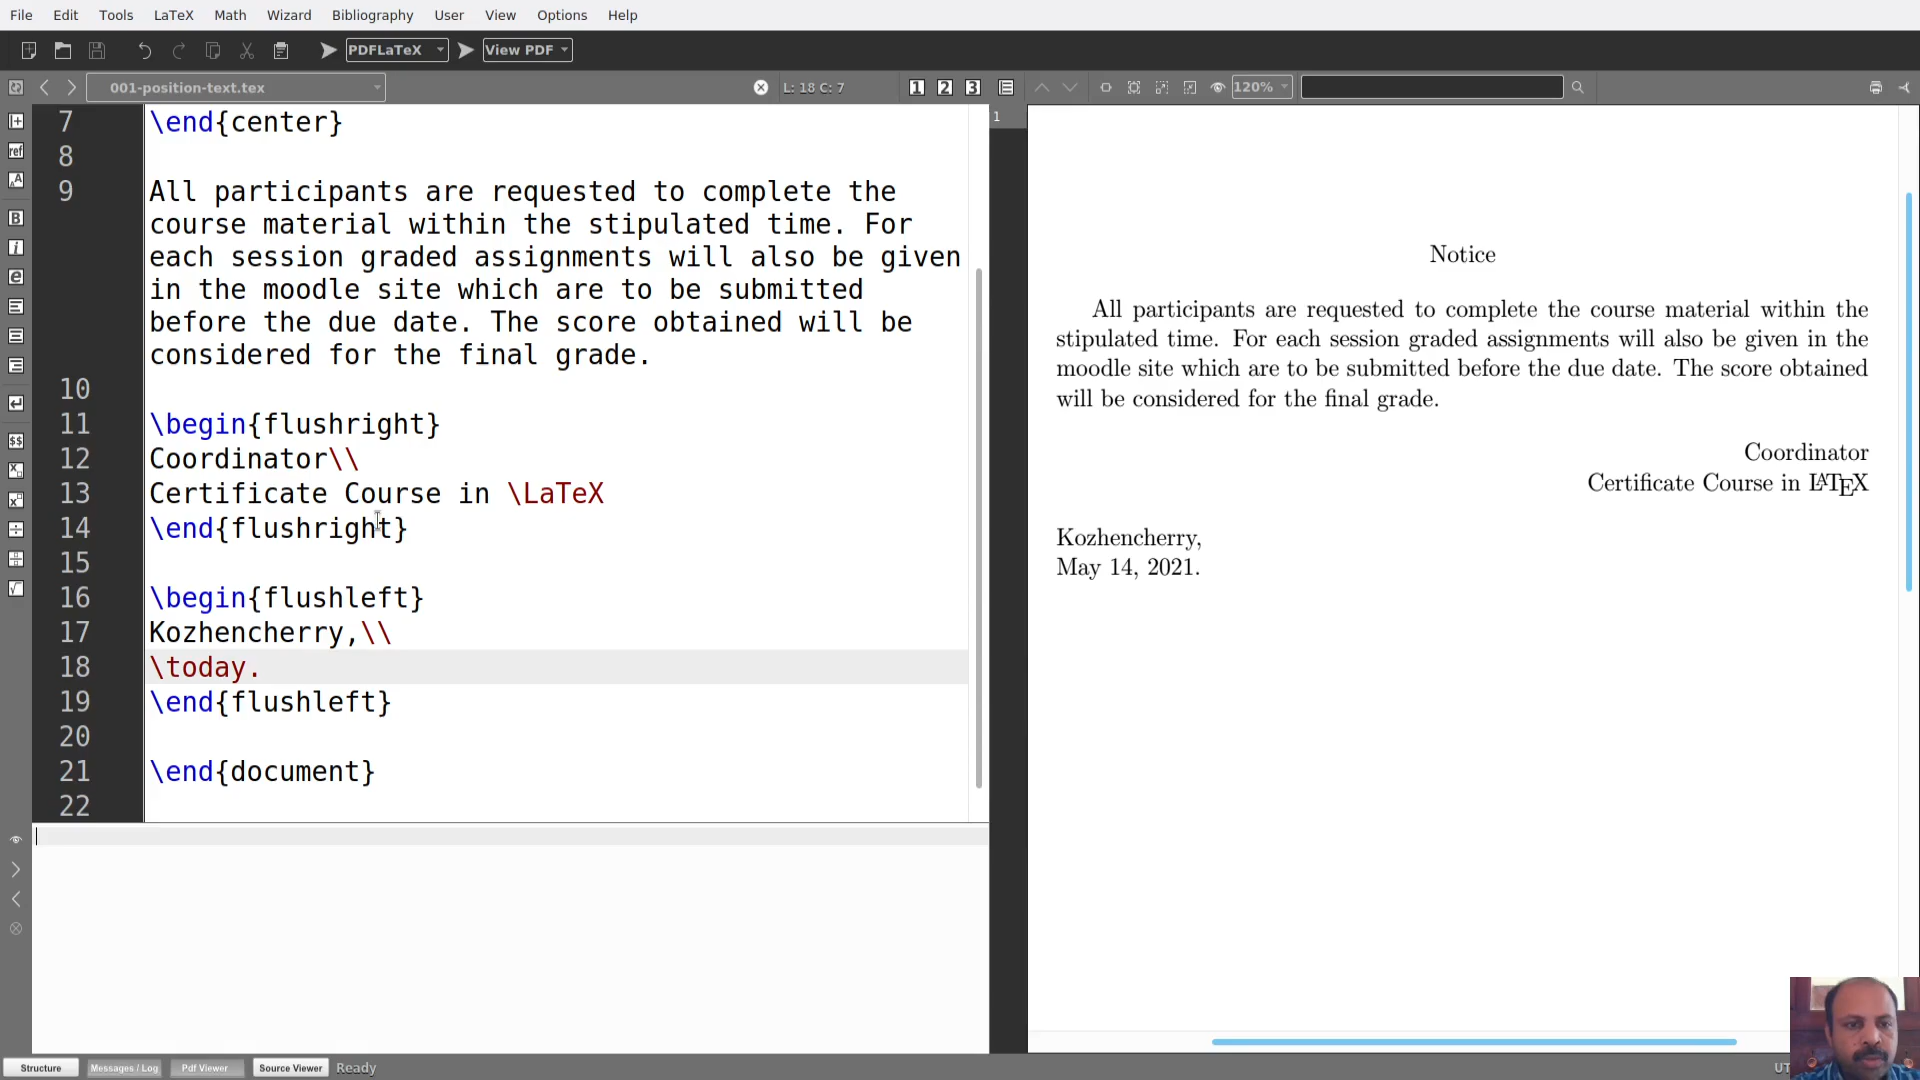 File Edit Tools LaTeX Math Wizard Bibliography User View Options Help
PDFLaTeX View PDF
001-position-text.tex L: 18 C: 7 1 2 3 120%
7 \end{center}
8
9 All participants are requested to complete the
course material within the stipulated time. For
each session graded assignments will also be given
in the moodle site which are to be submitted
before the due date. The score obtained will be
considered for the final grade.
10
11 \begin{flushright}
12 Coordinator\\
13 Certificate Course in \LaTeX
14 \end{flushright}
15
16 \begin{flushleft}
17 Kozhencherry,\\
18 \today.
19 \end{flushleft}
20
21 \end{document}
22
1
Notice
All participants are requested to complete the course material within the
stipulated time. For each session graded assignments will also be given in the
moodle site which are to be submitted before the due date. The score obtained
will be considered for the final grade.
Coordinator
Certificate Course in LATEX
Kozhencherry,
May 14, 2021.
ref
Structure Messages / Log Pdf Viewer Source Viewer Ready